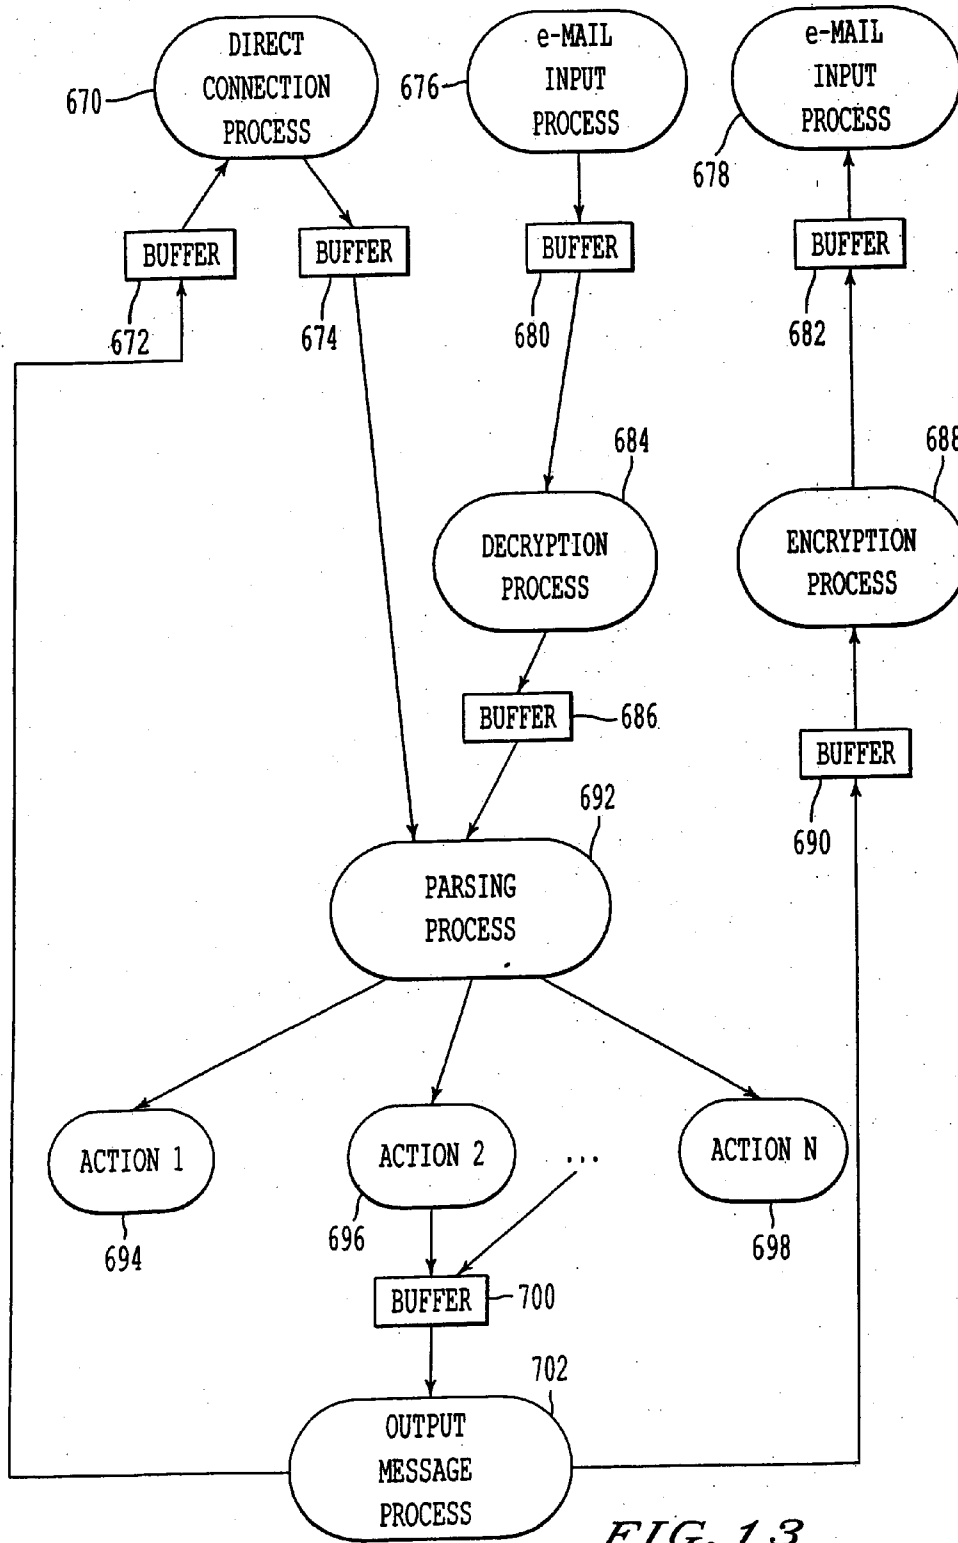 DIRECT
CONNECTION
PROCESS
670
e-MAIL
INPUT
PROCESS
676
e-MAIL
INPUT
PROCESS
678
BUFFER
672
BUFFER
674
BUFFER
680
BUFFER
682
684
DECRYPTION
PROCESS
688
ENCRYPTION
PROCESS
BUFFER
686
BUFFER
690
692
PARSING
PROCESS
ACTION 1
694
ACTION 2
696
...
ACTION N
698
BUFFER
700
702
OUTPUT
MESSAGE
PROCESS
FIG. 13